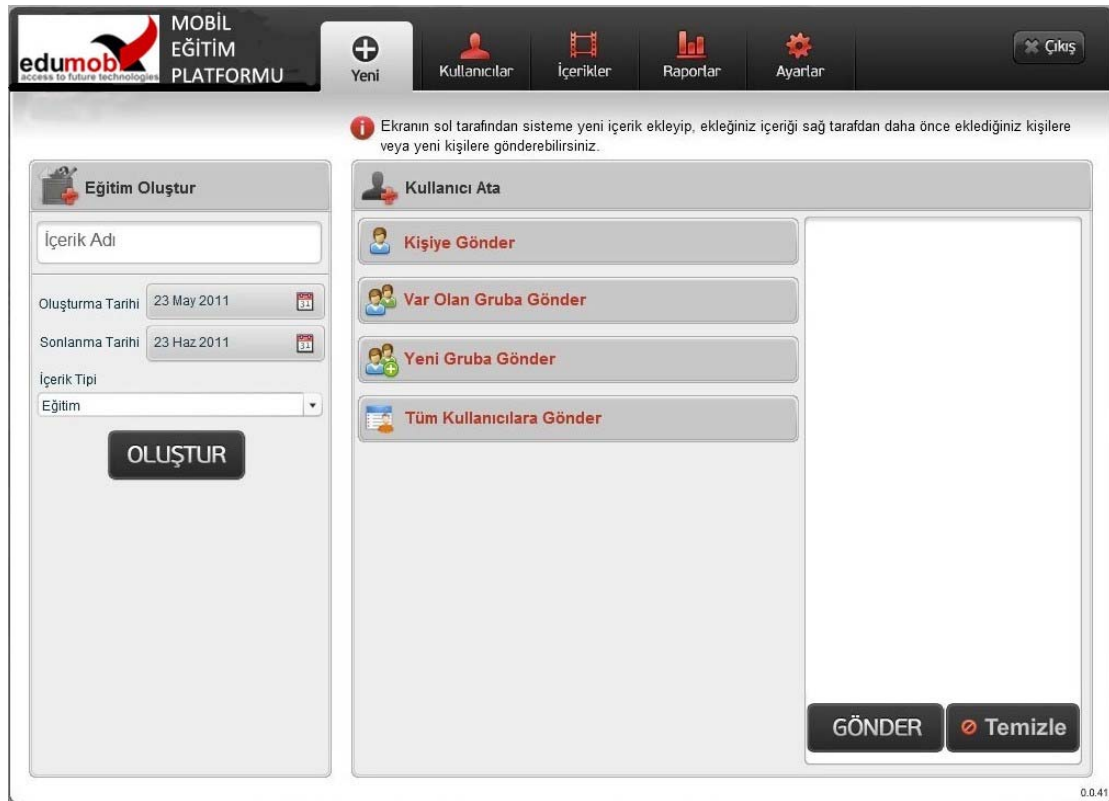 edumob
access to future technologies
MOBİL
EĞİTİM
PLATFORMU
Yeni
Kullanıcılar
İçerikler
Raporlar
Ayarlar
Çıkış
Ekranın sol tarafından sisteme yeni içerik ekleyip, ekleğiniz içeriği sağ tarafdan daha önce eklediğiniz kişilere
veya yeni kişilere gönderebilirsiniz.
Eğitim Oluştur
İçerik Adı
Oluşturma Tarihi 23 May 2011
31
Sonlanma Tarihi 23 Haz 2011
31
İçerik Tipi
Eğitim
OLUŞTUR
Kullanıcı Ata
Kişiye Gönder
Var Olan Gruba Gönder
Yeni Gruba Gönder
Tüm Kullanıcılara Gönder
GÖNDER
Temizle
0.0.41